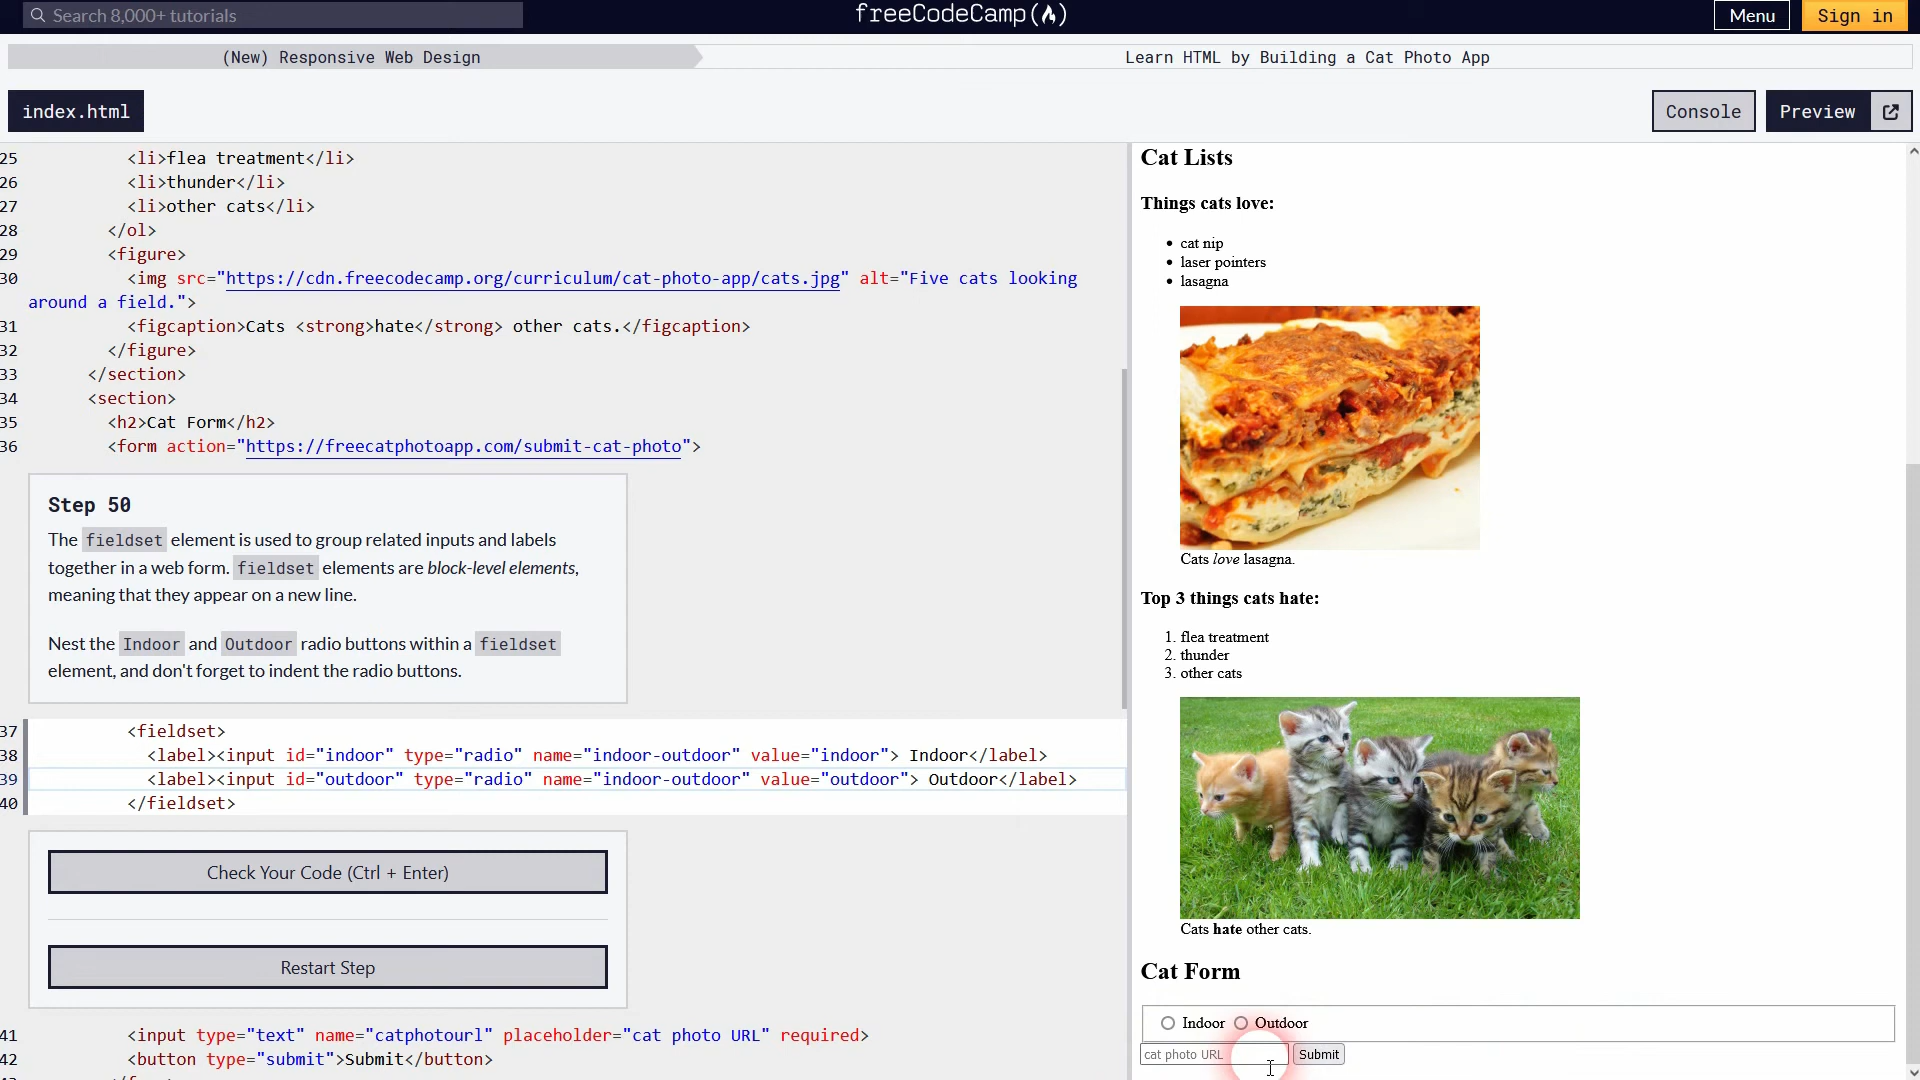 Search 8,000+ tutorials
freeCodeCamp
Menu
Sign in
(New) Responsive Web Design
Learn HTML by Building a Cat Photo App
index.html
Console
Preview
25 <li>flea treatment</li>
26 <li>thunder</li>
27 <li>other cats</li>
28 </ol>
29 <figure>
30 <img src="https://cdn.freecodecamp.org/curriculum/cat-photo-app/cats.jpg" alt="Five cats looking
around a field.">
31 <figcaption>Cats <strong>hate</strong> other cats.</figcaption>
32 </figure>
33 </section>
34 <section>
35 <h2>Cat Form</h2>
36 <form action="https://freecatphotoapp.com/submit-cat-photo">
Step 50
The fieldset element is used to group related inputs and labels
together in a web form. fieldset elements are block-level elements,
meaning that they appear on a new line.
Nest the Indoor and Outdoor radio buttons within a fieldset
element, and don't forget to indent the radio buttons.
37 <fieldset>
38 <label><input id="indoor" type="radio" name="indoor-outdoor" value="indoor"> Indoor</label>
39 <label><input id="outdoor" type="radio" name="indoor-outdoor" value="outdoor"> Outdoor</label>
40 </fieldset>
Check Your Code (Ctrl + Enter)
Restart Step
41 <input type="text" name="catphotourl" placeholder="cat photo URL" required>
42 <button type="submit">Submit</button>
Cat Lists
Things cats love:
• cat nip
• laser pointers
• lasagna
Cats love lasagna.
Top 3 things cats hate:
1. flea treatment
2. thunder
3. other cats
Cats hate other cats.
Cat Form
Indoor Outdoor
cat photo URL Submit